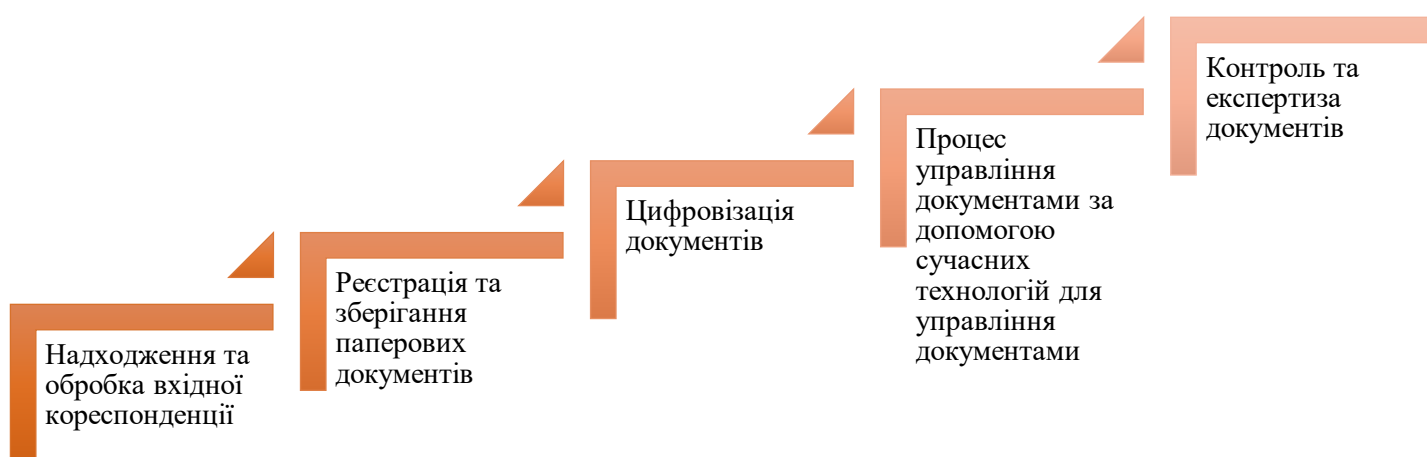 Надходження та
обробка вхідної
кореспонденції
Реєстрація та
зберігання
паперових
документів
Цифровізація
документів
Процес
управління
документами за
допомогою
сучасних
технологій для
управління
документами
Контроль та
експертиза
документів